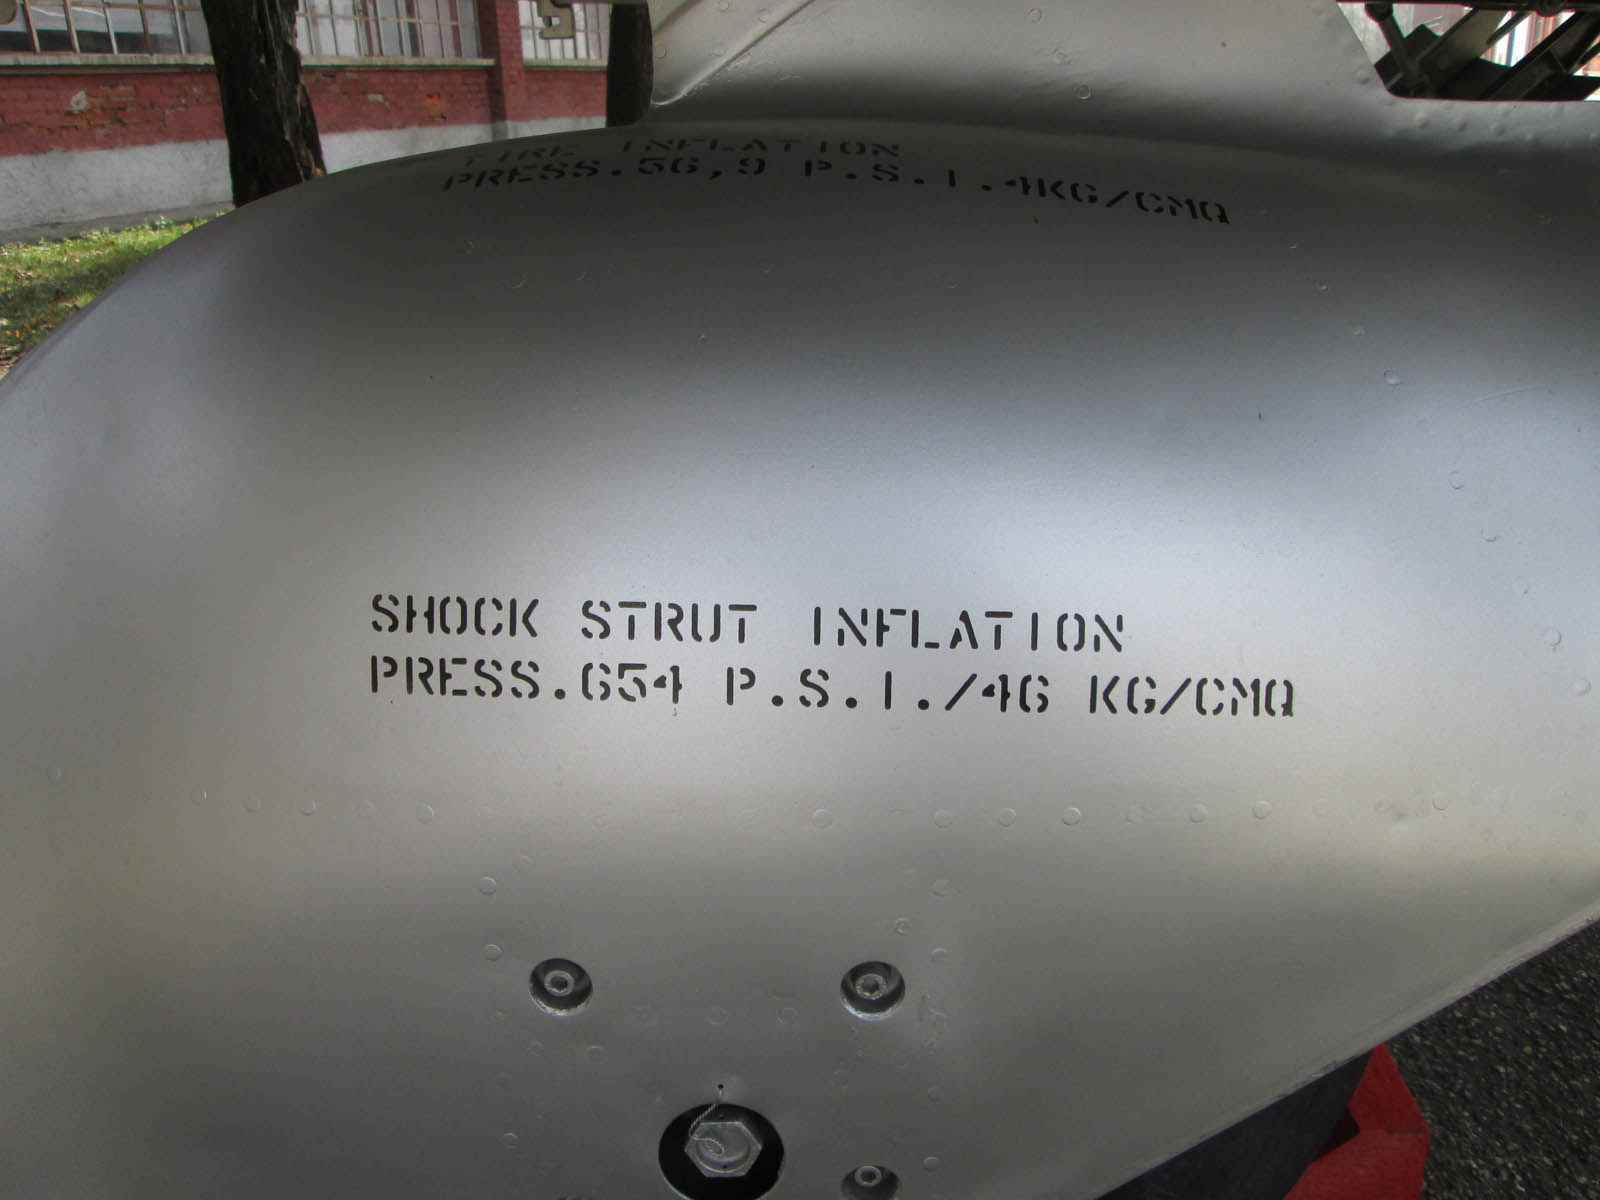 TIRE INFLATION
PRESS.56,9 P.S.I.4KG/CMQ
SHOCK STRUT INFLATION
PRESS.654 P.S.I./46 KG/CMQ